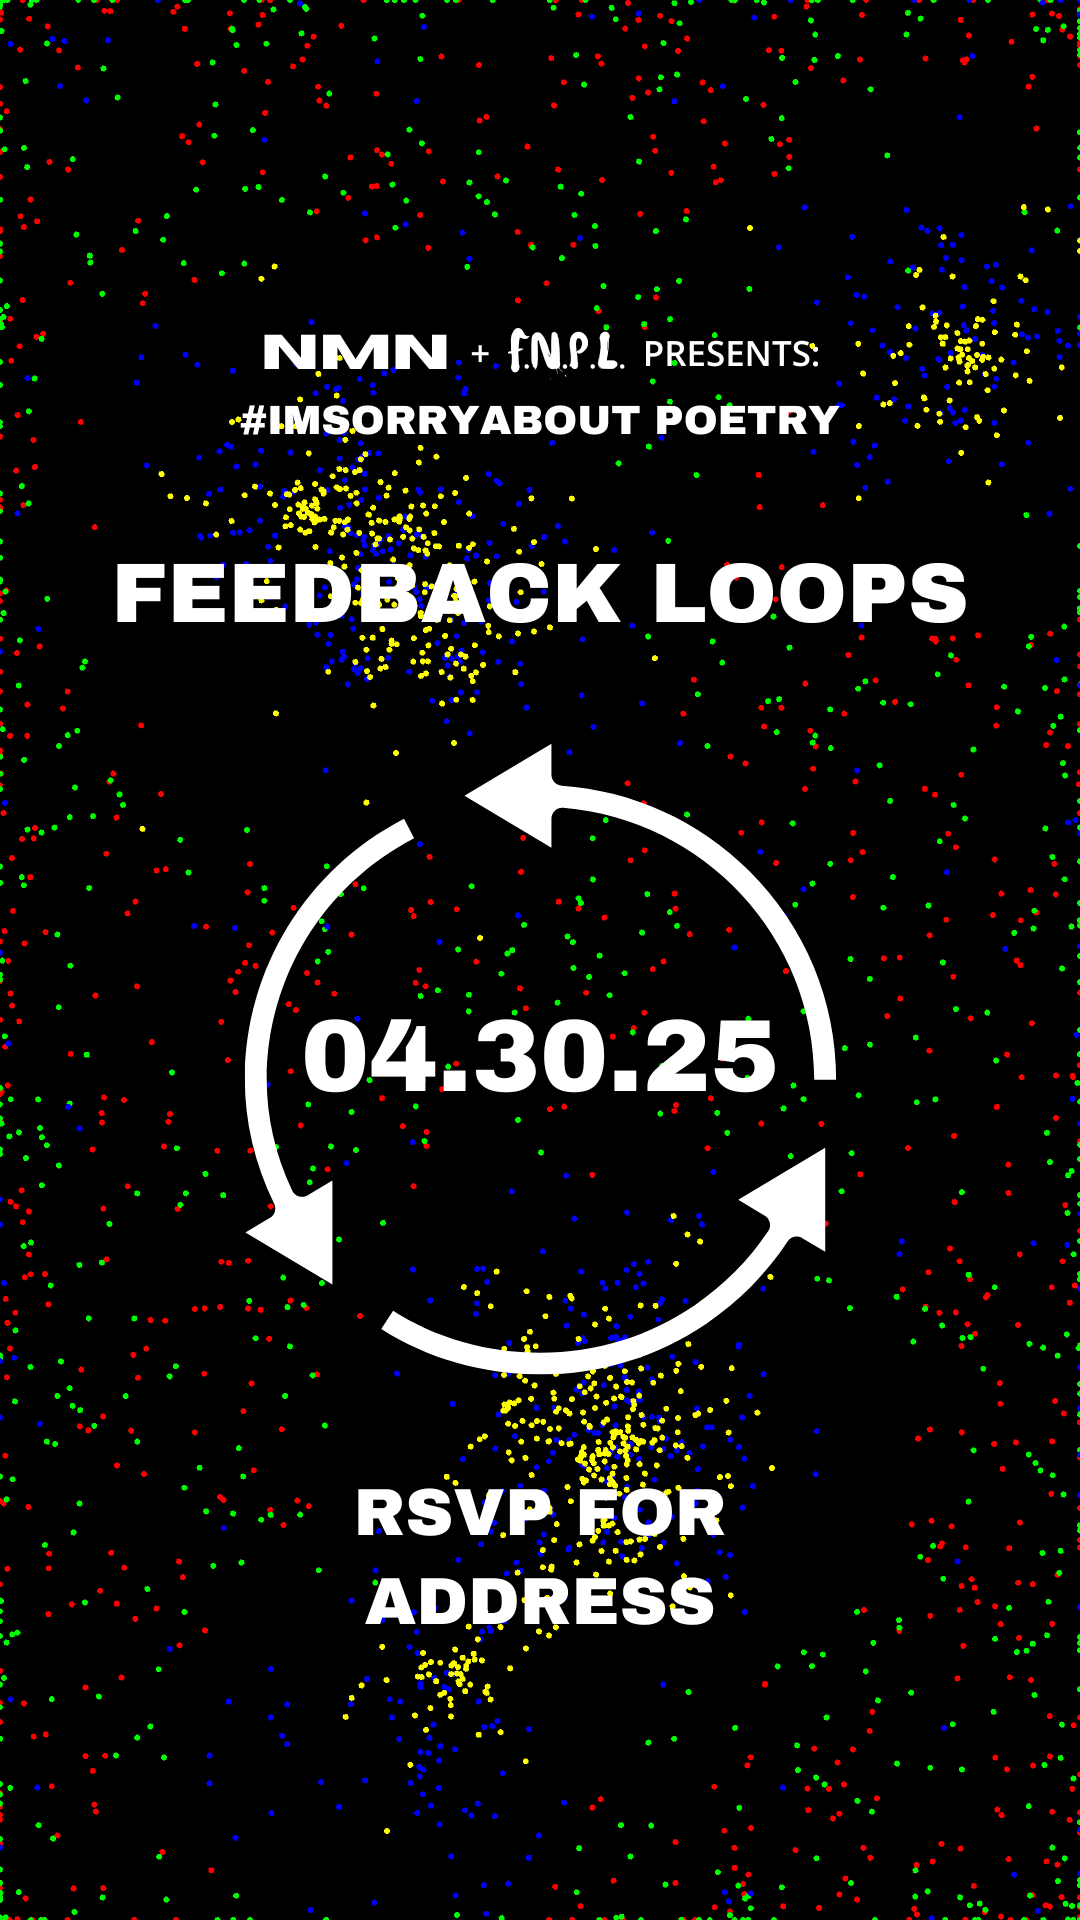 NMN + F.N.P.L. PRESENTS:
#IMSORRYABOUT POETRY
FEEDBACK LOOPS
04.30.25
RSVP FOR
ADDRESS